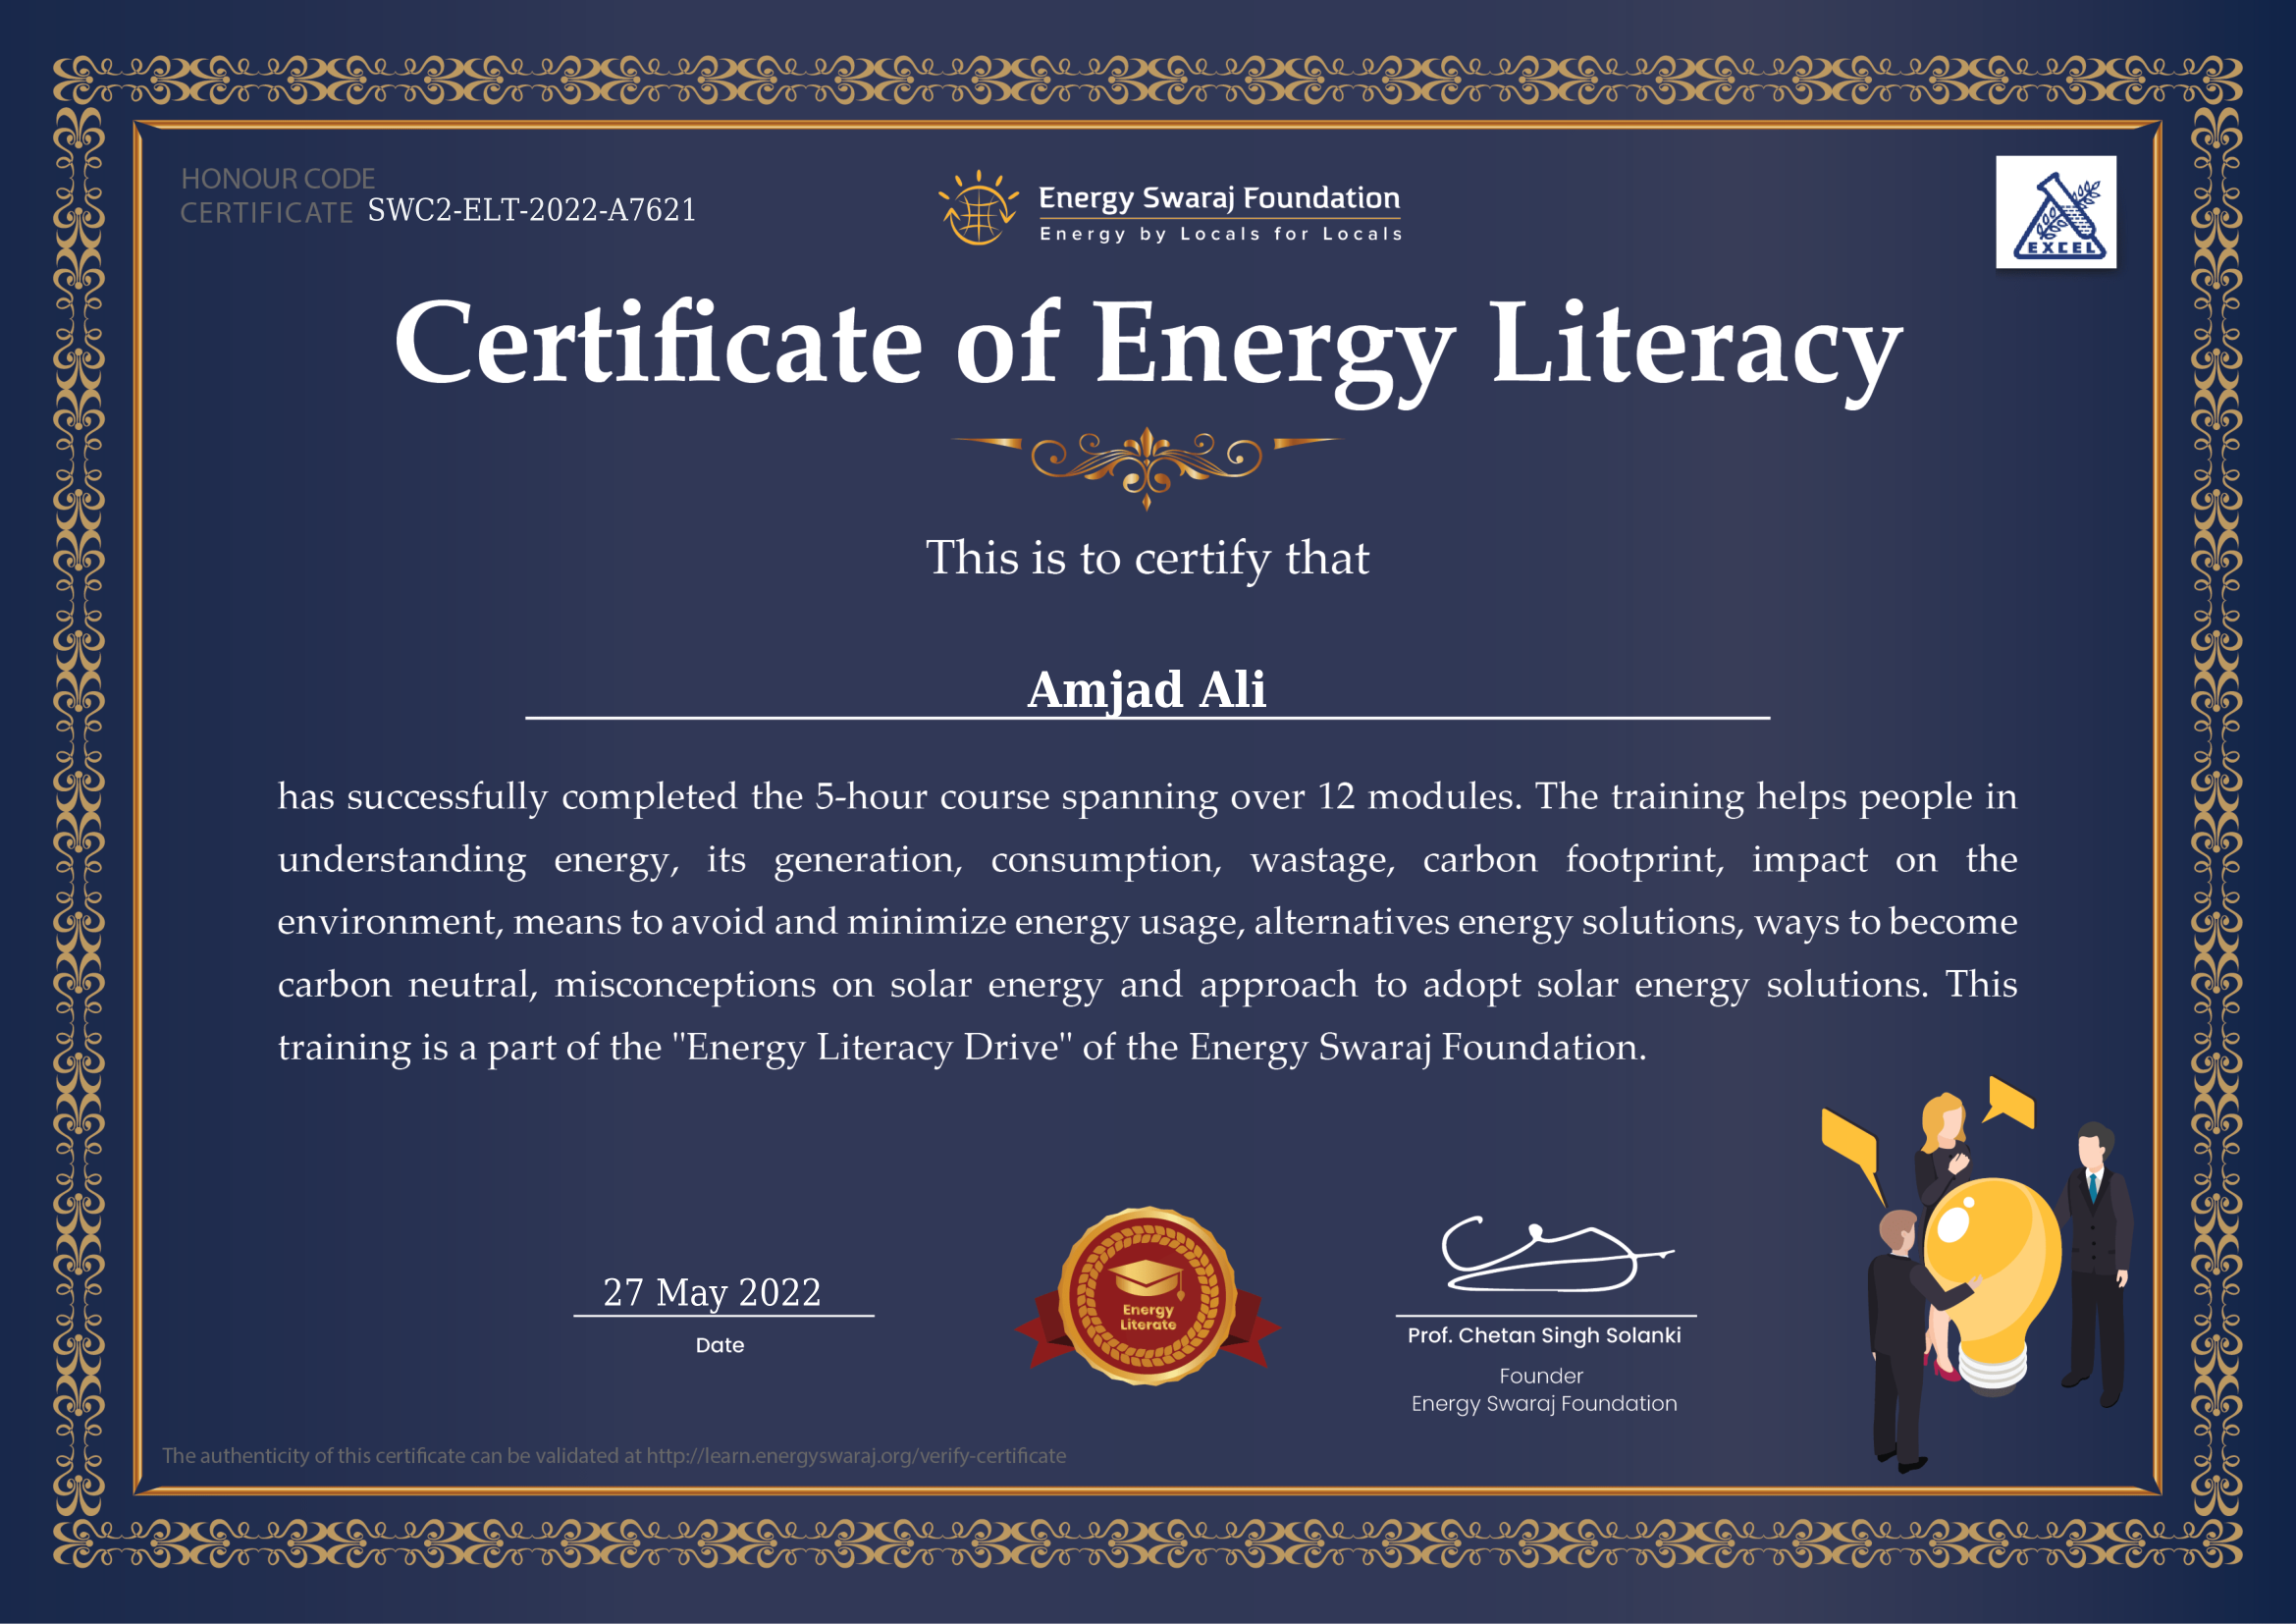 HONOUR CODE
CERTIFICATE SWC2-ELT-2022-A7621
Energy Swaraj Foundation
Energy by Locals for Locals
EXCEL
Certificate of Energy Literacy
This is to certify that
Amjad Ali
has successfully completed the 5-hour course spanning over 12 modules. The training helps people in
understanding energy, its generation, consumption, wastage, carbon footprint, impact on the
environment, means to avoid and minimize energy usage, alternatives energy solutions, ways to become
carbon neutral, misconceptions on solar energy and approach to adopt solar energy solutions. This
training is a part of the "Energy Literacy Drive" of the Energy Swaraj Foundation.
27 May 2022
Date
Energy
Literate
Prof. Chetan Singh Solanki
Founder
Energy Swaraj Foundation
The authenticity of this certificate can be validated at http://learn.energyswaraj.org/verify-certificate